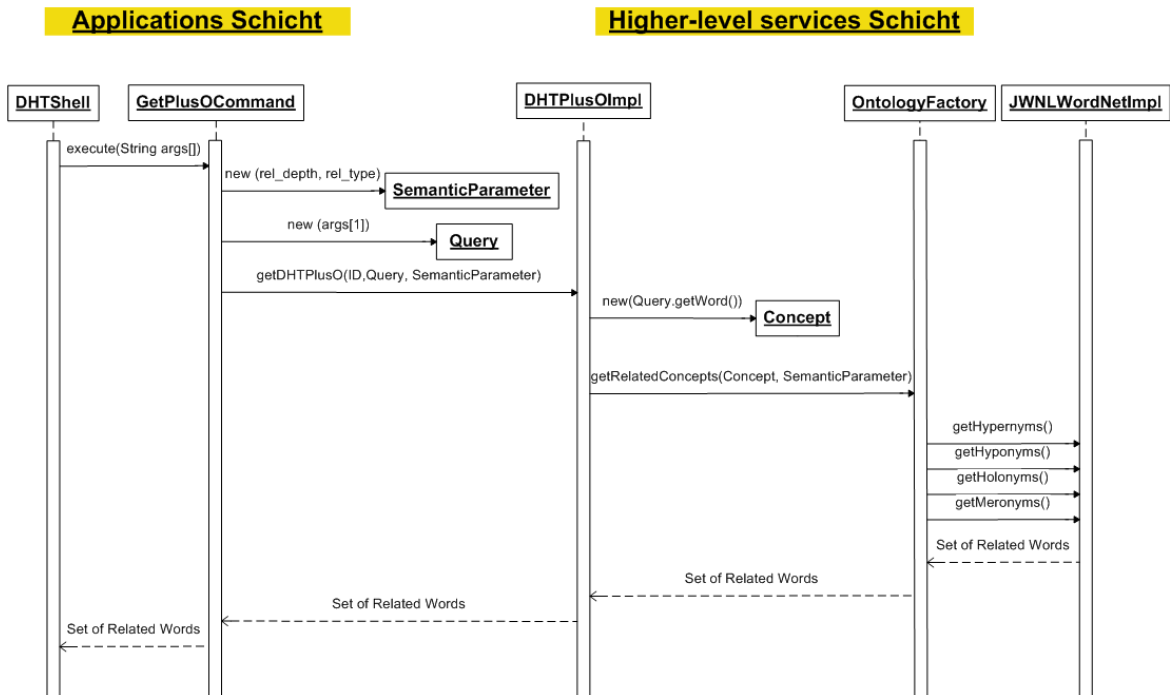 Applications Schicht
Higher-level services Schicht
DHTShell
GetPlusOCommand
DHTPlusOImpl
OntologyFactory
JWNLWordNetImpl
execute(String args[])
new (rel_depth, rel_type)
SemanticParameter
new (args[1])
Query
getDHTPlusO(ID,Query, SemanticParameter)
new(Query.getWord())
Concept
getRelatedConcepts(Concept, SemanticParameter)
getHypernyms()
getHyponyms()
getHolonyms()
getMeronyms()
Set of Related Words
Set of Related Words
Set of Related Words
Set of Related Words